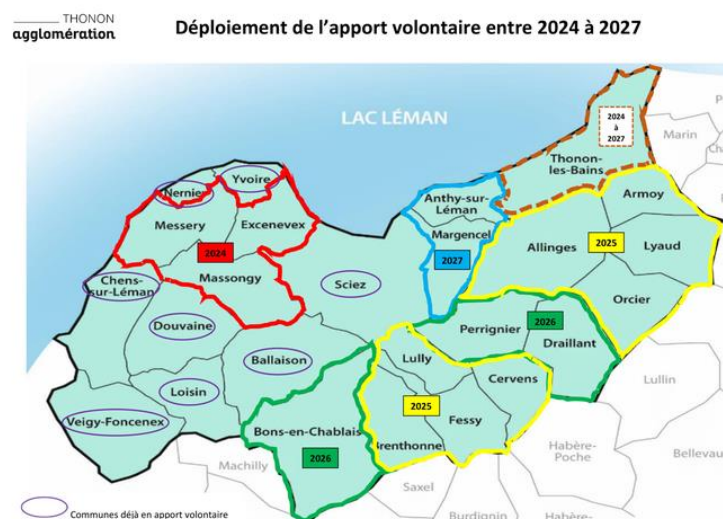 THONON
agglomération
Déploiement de l'apport volontaire entre 2024 à 2027
LAC LÉMAN
2024
à
2027
Marin
Thonon-
les-Bains
Yvoire
Nernier
Anthy-sur-
Léman
Armoy
Messery
Excenevex
Margencel
Allinges
2025
Lyaud
2024
2027
Massongy
Chens-
sur-Léman
Sciez
Orcier
Douvaine
Perrignier
2026
Draillant
Ballaison
Lully
Cervens
Lullin
Loisin
2025
Fessy
Veigy-Foncenex
Bons-en-Chablais
Brenthonne
Habère-
Poche
Bellevau
2026
Machilly
Saxel
Burdignin
Habère-
Communes déjà en apport volontaire